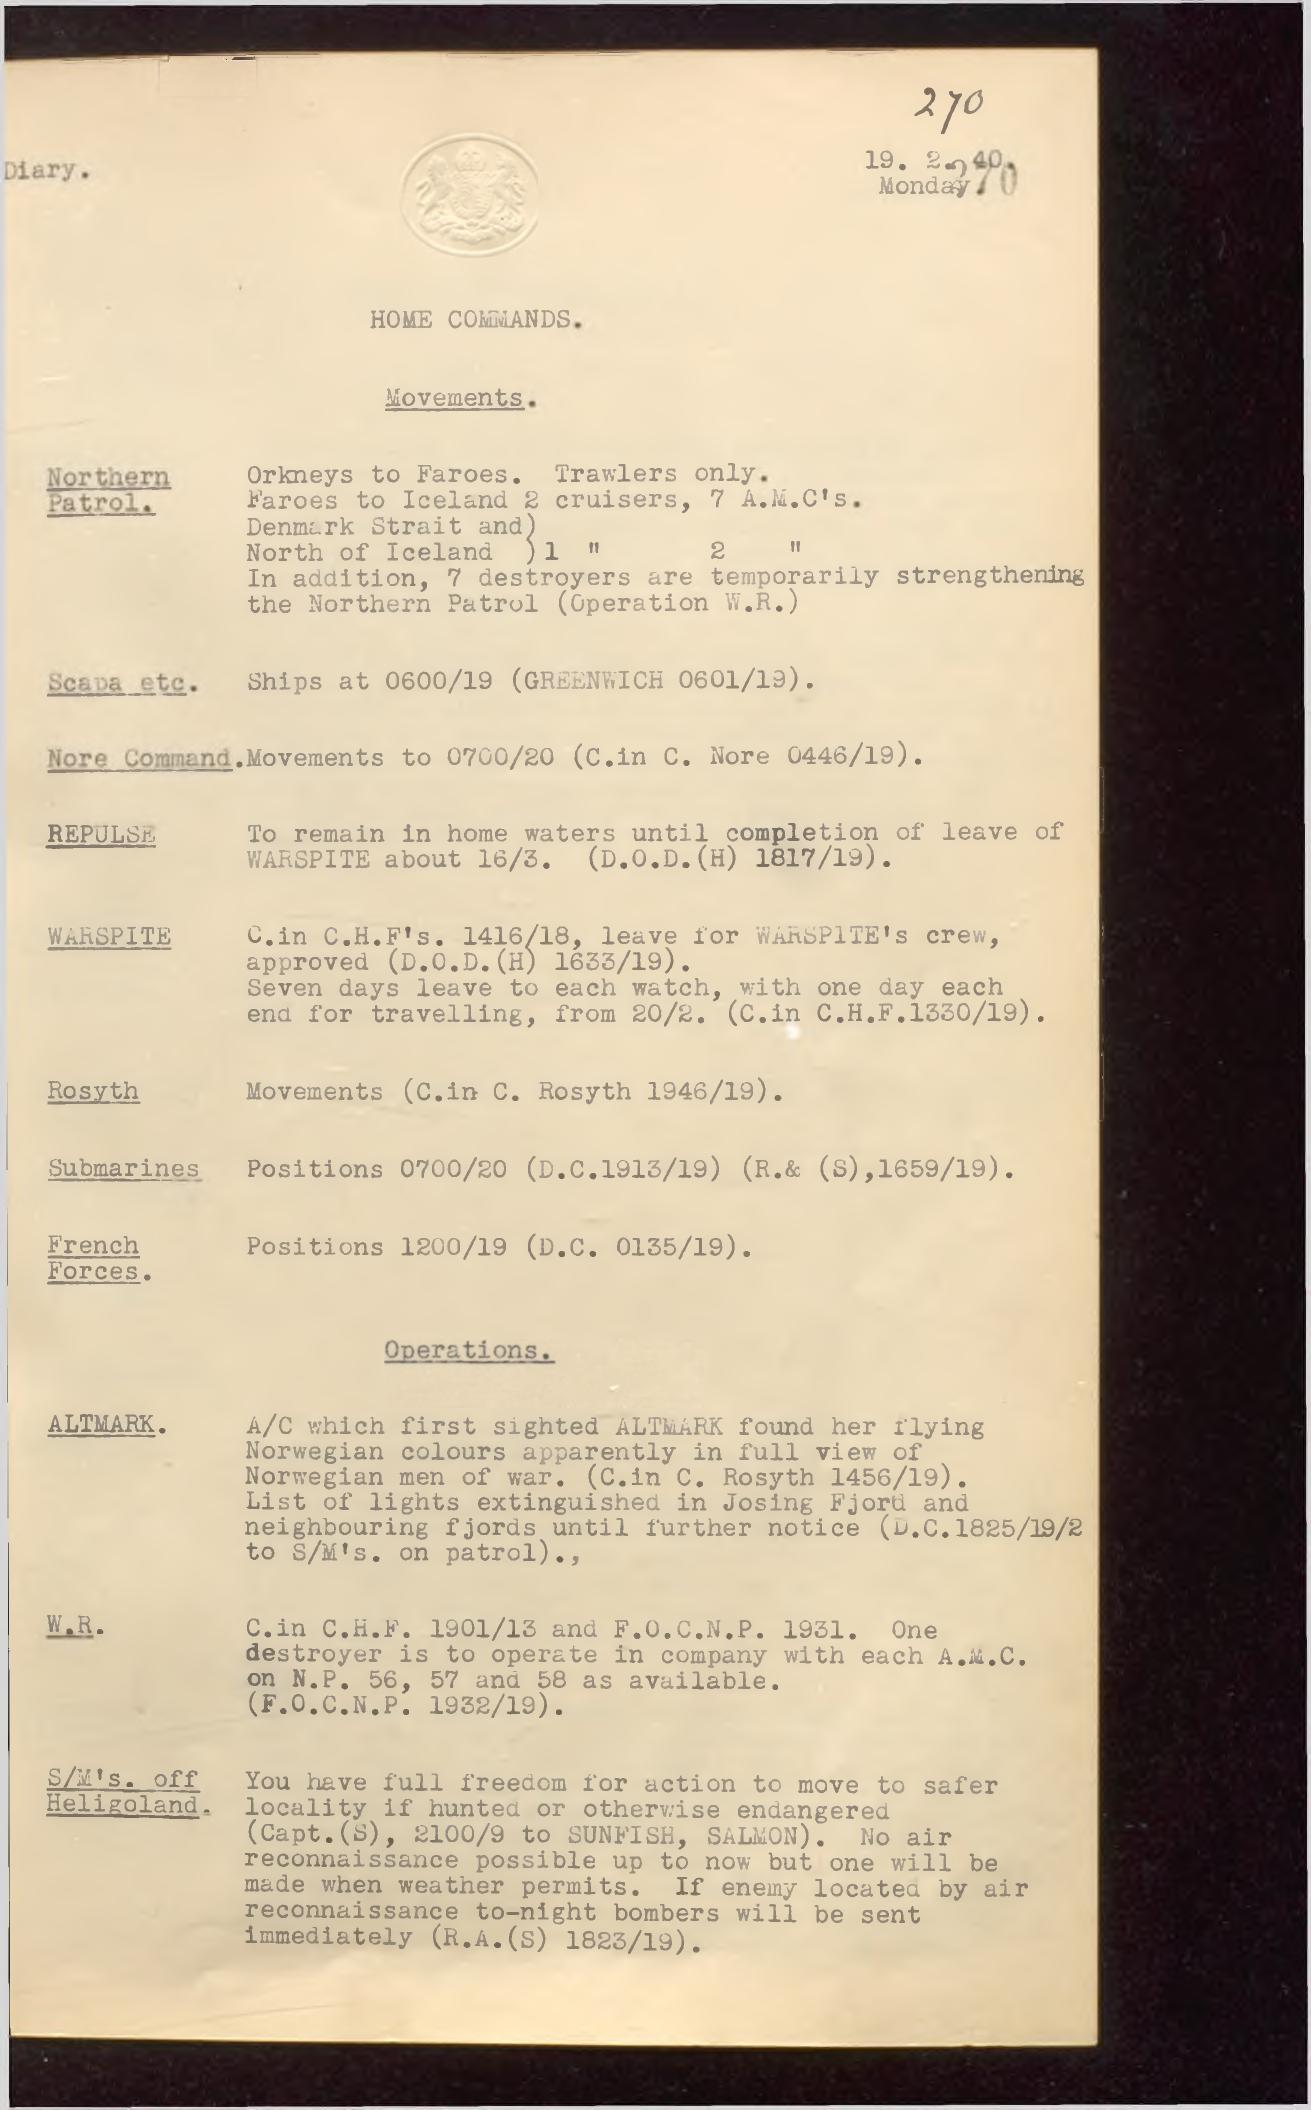 270
Diary.
19. 2. 40.
Monday
70
HOME COMMANDS.
Movements.
Northern Patrol. Orkneys to Faroes. Trawlers only.
Faroes to Iceland 2 cruisers, 7 A.M.C's.
Denmark Strait and)
North of Iceland )1 " 2 "
In addition, 7 destroyers are temporarily strengthening
the Northern Patrol (Operation W.R.)
Scapa etc. Ships at 0600/19 (GREENWICH 0601/19).
Nore Command. Movements to 0700/20 (C.in C. Nore 0446/19).
REPULSE To remain in home waters until completion of leave of
WARSPITE about 16/3. (D.O.D.(H) 1817/19).
WARSPITE C.in C.H.F's. 1416/18, leave for WARSPITE's crew,
approved (D.O.D.(H) 1633/19).
Seven days leave to each watch, with one day each
end for travelling, from 20/2. (C.in C.H.F.1330/19).
Rosyth Movements (C.in C. Rosyth 1946/19).
Submarines Positions 0700/20 (D.C.1913/19) (R.& (S),1659/19).
French Forces. Positions 1200/19 (D.C. 0135/19).
Operations.
ALTMARK. A/C which first sighted ALTMARK found her flying
Norwegian colours apparently in full view of
Norwegian men of war. (C.in C. Rosyth 1456/19).
List of lights extinguished in Josing Fjord and
neighbouring fjords until further notice (D.C.1825/19/2
to S/M's. on patrol).,
W.R. C.in C.H.F. 1901/13 and F.O.C.N.P. 1931. One
destroyer is to operate in company with each A.M.C.
on N.P. 56, 57 and 58 as available.
(F.O.C.N.P. 1932/19).
S/M's. off Heligoland. You have full freedom for action to move to safer
locality if hunted or otherwise endangered
(Capt.(S), 2100/9 to SUNFISH, SALMON). No air
reconnaissance possible up to now but one will be
made when weather permits. If enemy located by air
reconnaissance to-night bombers will be sent
immediately (R.A.(S) 1823/19).